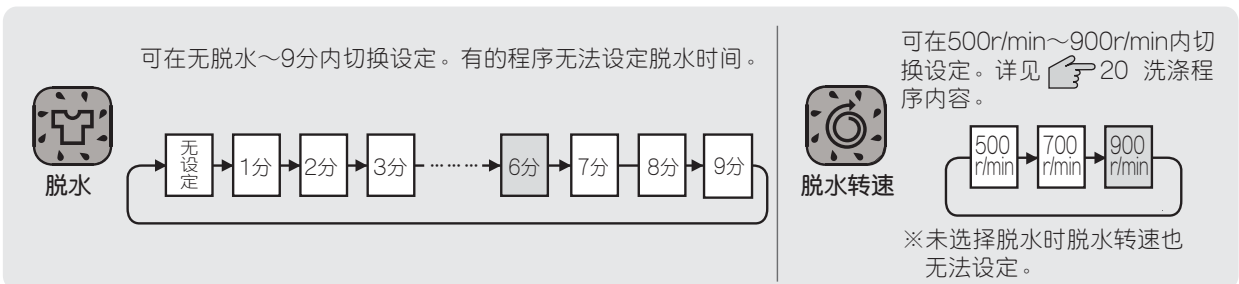 可在无脱水～9分内切换设定。有的程序无法设定脱水时间。
脱水
无设定
1分
2分
3分
………
6分
7分
8分
9分
可在500r/min～900r/min内切
换设定。详见 20 洗涤程
序内容。
脱水转速
500
r/min
700
r/min
900
r/min
※未选择脱水时脱水转速也
无法设定。